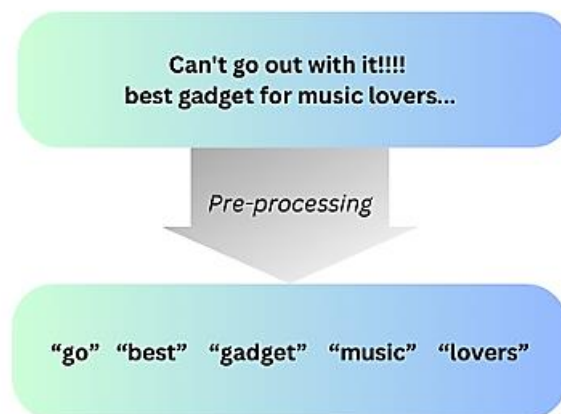 Can't go out with it!!!!
best gadget for music lovers...
Pre-processing
“go” “best” “gadget” “music” “lovers”